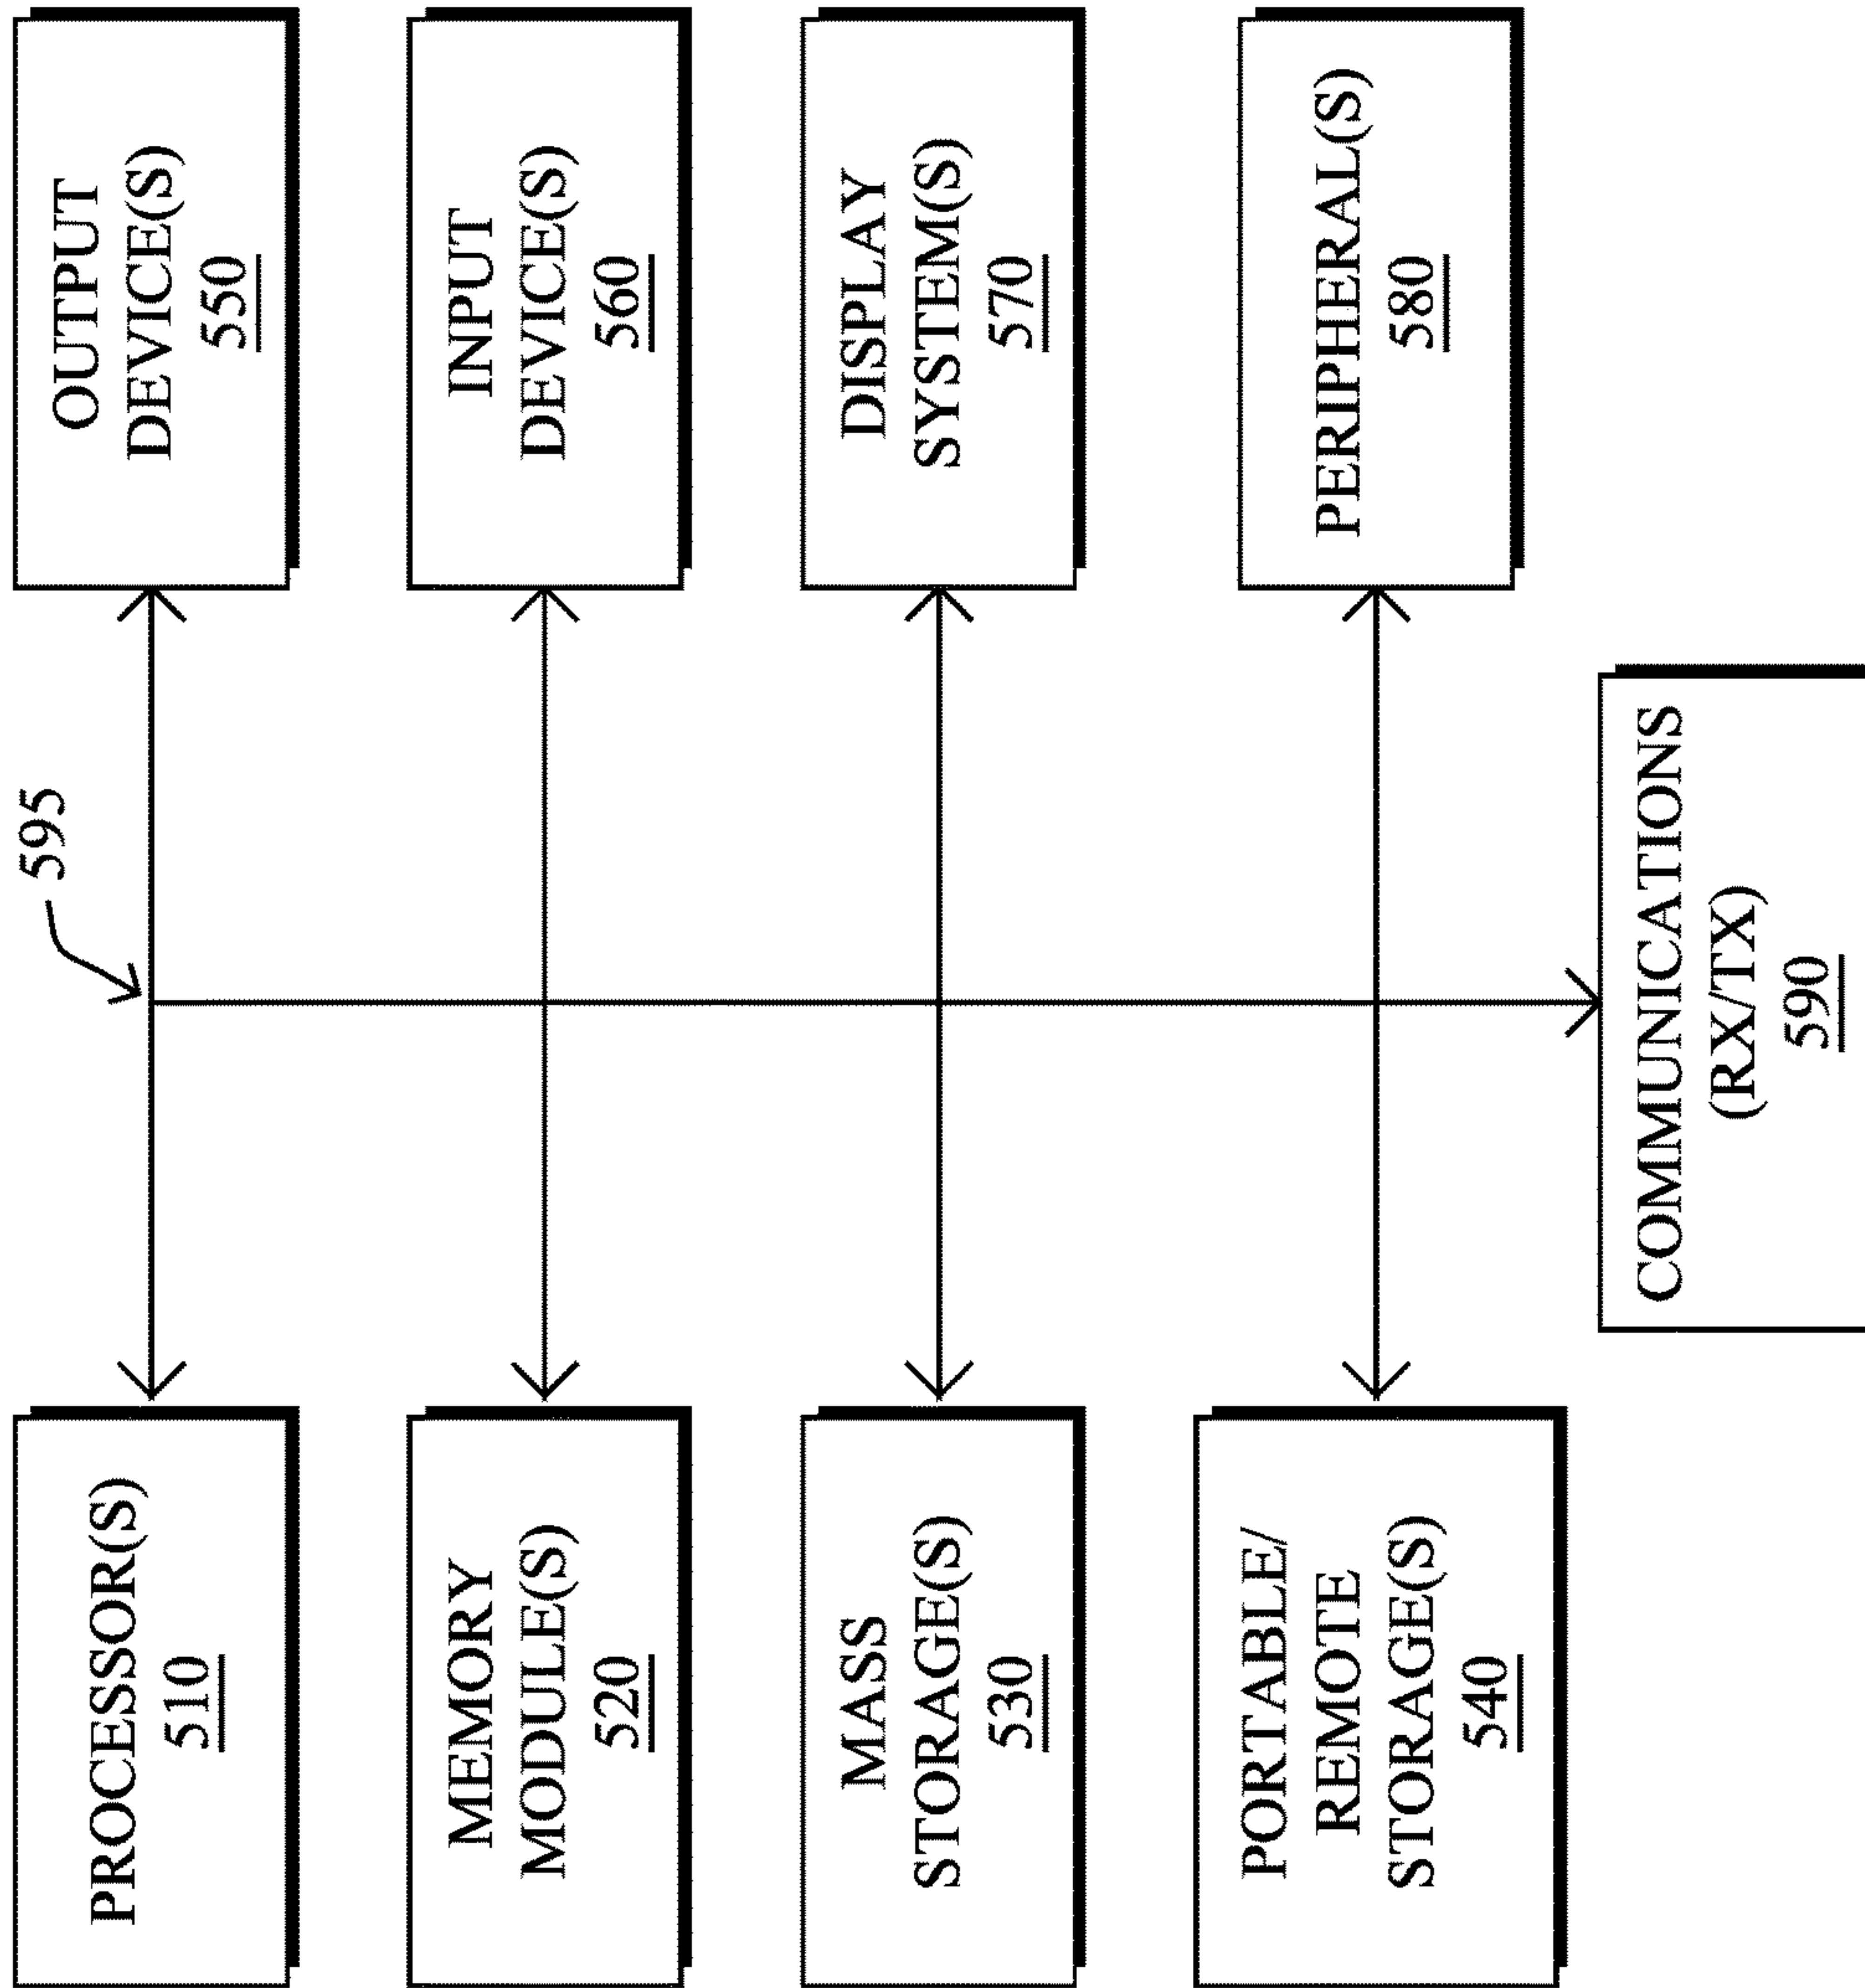 595
PROCESSOR(S)
510
OUTPUT
DEVICE(S)
550
MEMORY
MODULE(S)
520
INPUT
DEVICE(S)
560
MASS
STORAGE(S)
530
DISPLAY
SYSTEM(S)
570
PORTABLE/
REMOTE
STORAGE(S)
540
PERIPHERAL(S)
580
COMMUNICATIONS
(RX/TX)
590